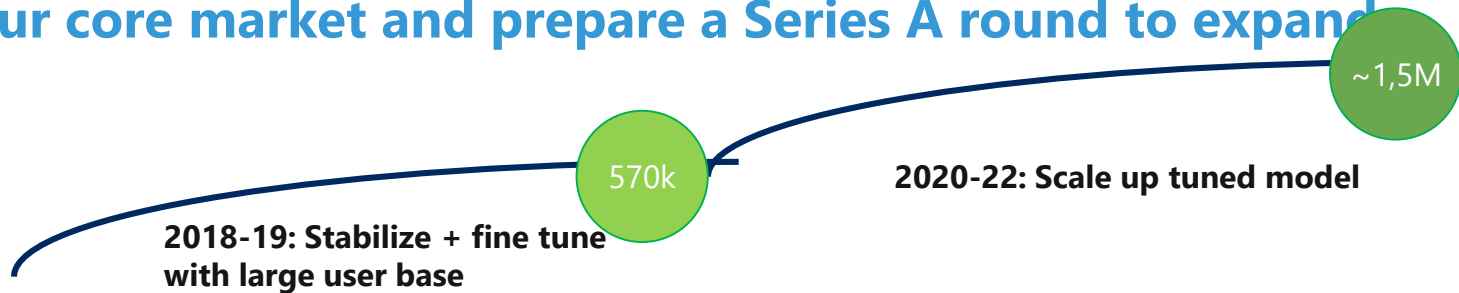 ur core market and prepare a Series A round to expand
~1,5M
570k
2020-22: Scale up tuned model
2018-19: Stabilize + fine tune
with large user base